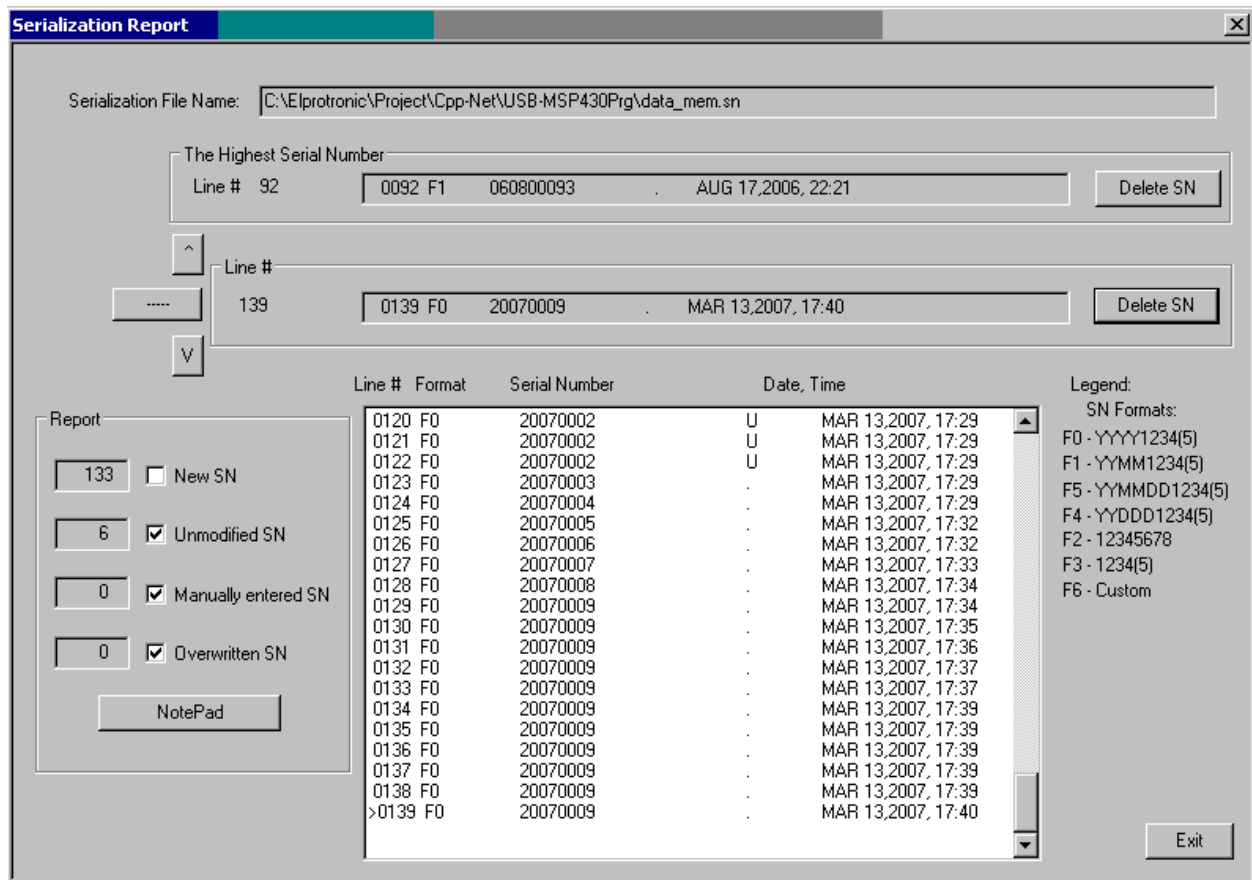 Serialization Report
Serialization File Name: C:\Elprotronic\Project\Cpp-Net\USB-MSP430Prg\data_mem.sn
The Highest Serial Number
Line # 92 0092 F1 060800093 . AUG 17,2006, 22:21 Delete SN
^
Line #
-----
139 0139 F0 20070009 . MAR 13,2007, 17:40 Delete SN
V
Line # Format Serial Number Date, Time
0120 F0 20070002 U MAR 13,2007, 17:29
0121 F0 20070002 U MAR 13,2007, 17:29
0122 F0 20070002 U MAR 13,2007, 17:29
0123 F0 20070003 . MAR 13,2007, 17:29
0124 F0 20070004 . MAR 13,2007, 17:29
0125 F0 20070005 . MAR 13,2007, 17:32
0126 F0 20070006 . MAR 13,2007, 17:32
0127 F0 20070007 . MAR 13,2007, 17:33
0128 F0 20070008 . MAR 13,2007, 17:34
0129 F0 20070009 . MAR 13,2007, 17:34
0130 F0 20070009 . MAR 13,2007, 17:35
0131 F0 20070009 . MAR 13,2007, 17:36
0132 F0 20070009 . MAR 13,2007, 17:37
0133 F0 20070009 . MAR 13,2007, 17:37
0134 F0 20070009 . MAR 13,2007, 17:39
0135 F0 20070009 . MAR 13,2007, 17:39
0136 F0 20070009 . MAR 13,2007, 17:39
0137 F0 20070009 . MAR 13,2007, 17:39
0138 F0 20070009 . MAR 13,2007, 17:39
>0139 F0 20070009 . MAR 13,2007, 17:40
Report
133 New SN
6 Unmodified SN
0 Manually entered SN
0 Overwritten SN
NotePad
Legend:
SN Formats:
F0 - YYYY1234(5)
F1 - YYMM1234(5)
F5 - YYMMDD1234(5)
F4 - YYDDD1234(5)
F2 - 12345678
F3 - 1234(5)
F6 - Custom
Exit